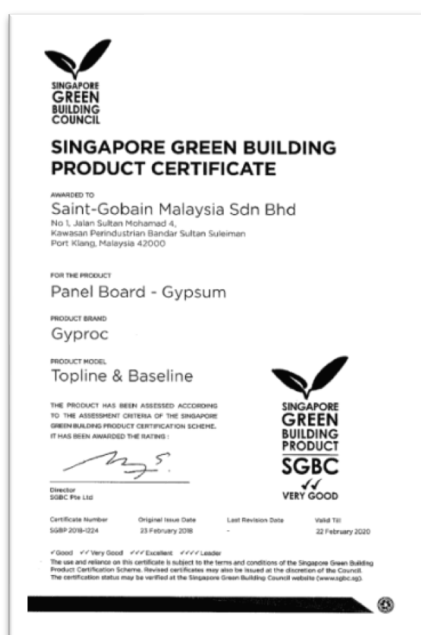 SINGAPORE
GREEN
BUILDING
COUNCIL
SINGAPORE GREEN BUILDING
PRODUCT CERTIFICATE
AWARDED TO
Saint-Gobain Malaysia Sdn Bhd
No 1, Jalan Sultan Mohamad 4,
Kawasan Perindustrian Bandar Sultan Suleiman
Port Klang, Malaysia 42000
FOR THE PRODUCT
Panel Board - Gypsum
PRODUCT BRAND
Gyproc
PRODUCT MODEL
Topline & Baseline
THE PRODUCT HAS BEEN ASSESSED ACCORDING
TO THE ASSESSMENT CRITERIA OF THE SINGAPORE
GREEN BUILDING PRODUCT CERTIFICATION SCHEME.
IT HAS BEEN AWARDED THE RATING :
SINGAPORE
GREEN
BUILDING
PRODUCT
SGBC
✓✓
VERY GOOD
Director
SGBC Pte Ltd
Certificate Number Original Issue Date Last Revision Date Valid Till
SGBP 2018-1224 23 February 2018 - 22 February 2020
✓Good ✓✓Very Good ✓✓✓Excellent ✓✓✓✓Leader
The use and reliance on this certificate is subject to the terms and conditions of the Singapore Green Building
Product Certification Scheme. Revised certificates may also be issued at the discretion of the Council.
The certification status may be verified at the Singapore Green Building Council website (www.sgbc.sg).